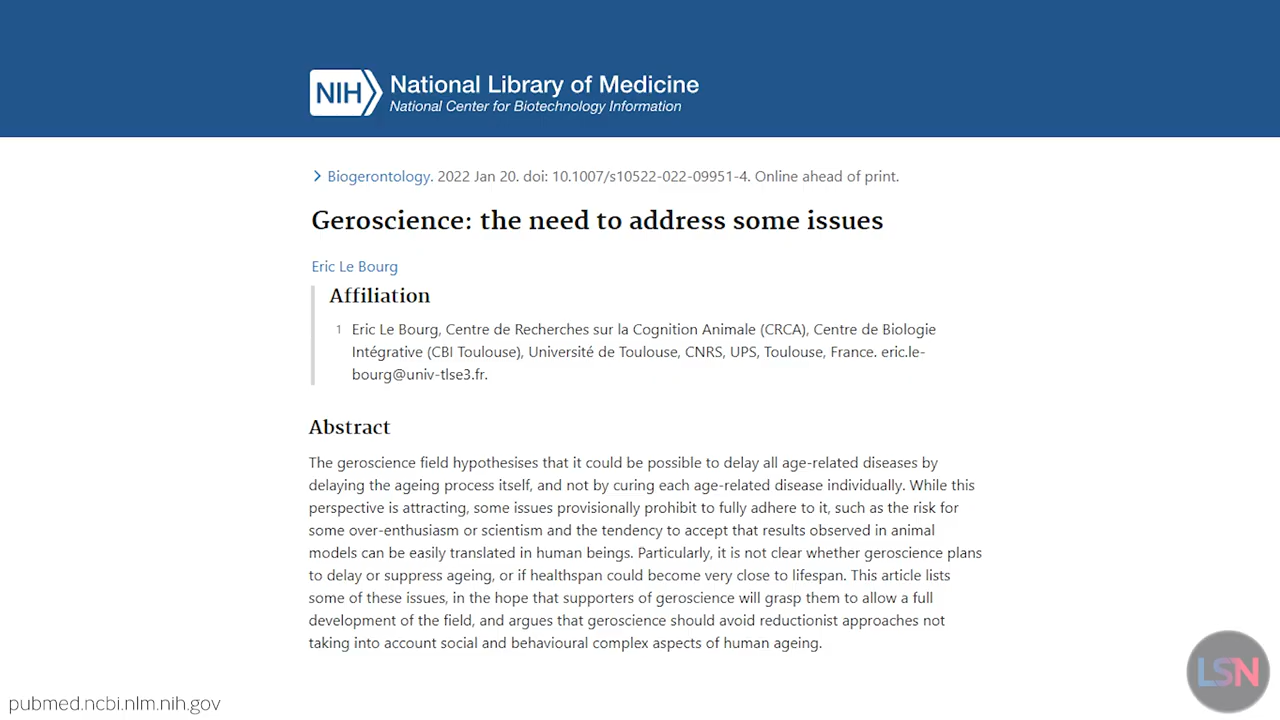 NIH National Library of Medicine
National Center for Biotechnology Information
Biogerontology. 2022 Jan 20. doi: 10.1007/s10522-022-09951-4. Online ahead of print.
Geroscience: the need to address some issues
Eric Le Bourg
Affiliation
1 Eric Le Bourg, Centre de Recherches sur la Cognition Animale (CRCA), Centre de Biologie
Intégrative (CBI Toulouse), Université de Toulouse, CNRS, UPS, Toulouse, France. eric.le-
bourg@univ-tlse3.fr.
Abstract
The geroscience field hypothesises that it could be possible to delay all age-related diseases by
delaying the ageing process itself, and not by curing each age-related disease individually. While this
perspective is attracting, some issues provisionally prohibit to fully adhere to it, such as the risk for
some over-enthusiasm or scientism and the tendency to accept that results observed in animal
models can be easily translated in human beings. Particularly, it is not clear whether geroscience plans
to delay or suppress ageing, or if healthspan could become very close to lifespan. This article lists
some of these issues, in the hope that supporters of geroscience will grasp them to allow a full
development of the field, and argues that geroscience should avoid reductionist approaches not
taking into account social and behavioural complex aspects of human ageing.
LSN
pubmed.ncbi.nlm.nih.gov